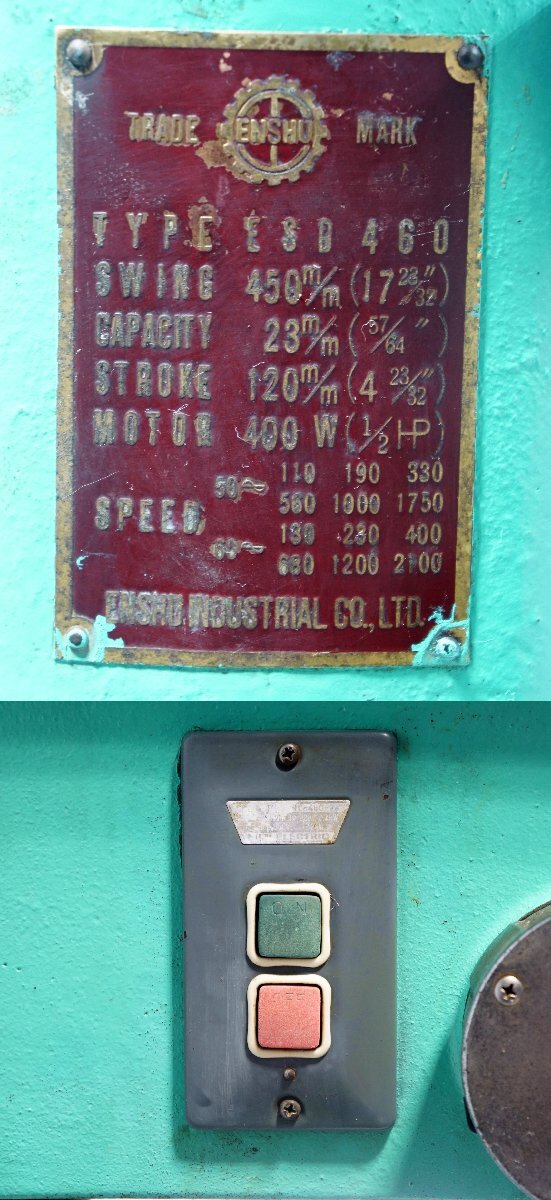 TRADE ENSHU MARK
TYPE ESD 460
SWING 450m/m (17 23/32")
CAPACITY 23m/m (57/64")
STROKE 120m/m (4 23/32")
MOTOR 400 W (1/2 HP)
110 190 330
50~
560 1000 1750
SPEED
130 230 400
60~
680 1200 2100
ENSHU INDUSTRIAL CO., LTD.
ON
OFF